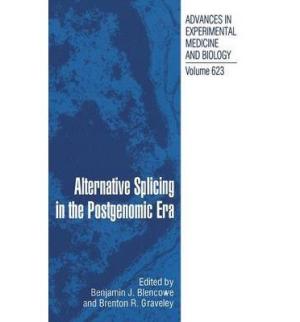 ADVANCES IN
EXPERIMENTAL
MEDICINE
AND BIOLOGY
Volume 623
Alternative Splicing
in the Postgenomic Era
Edited by
Benjamin J. Blencowe
and Brenton R. Graveley